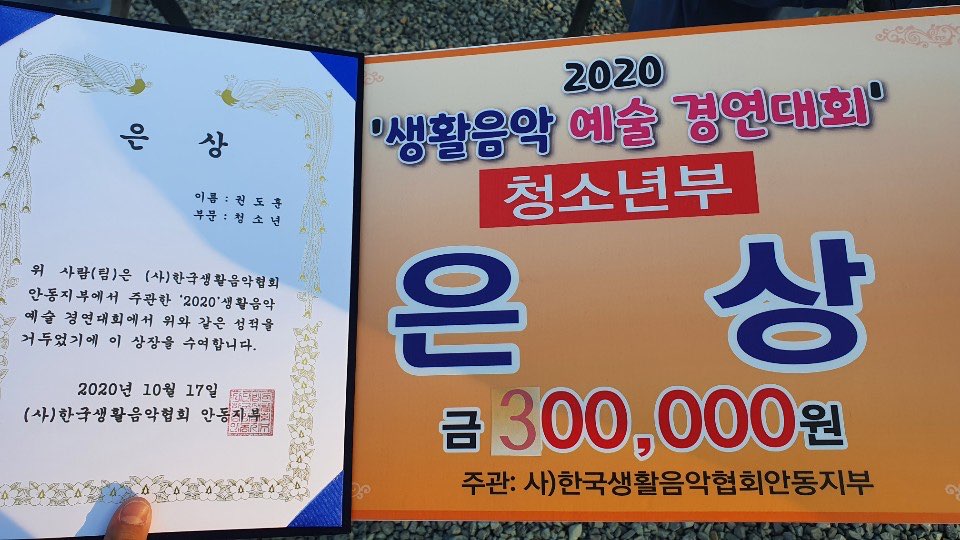 은 상
이름 : 권도훈
부문 : 청소년
위 사람(팀)은 (사)한국생활음악협회
안동지부에서 주관한 '2020'생활음악
예술 경연대회에서 위와 같은 성적을
거두었기에 이 상장을 수여합니다.
2020년 10월 17일
(사)한국생활음악협회 안동지부
2020
'생활음악 예술 경연대회'
청소년부
은 상
금 300,000원
주관: 사)한국생활음악협회안동지부